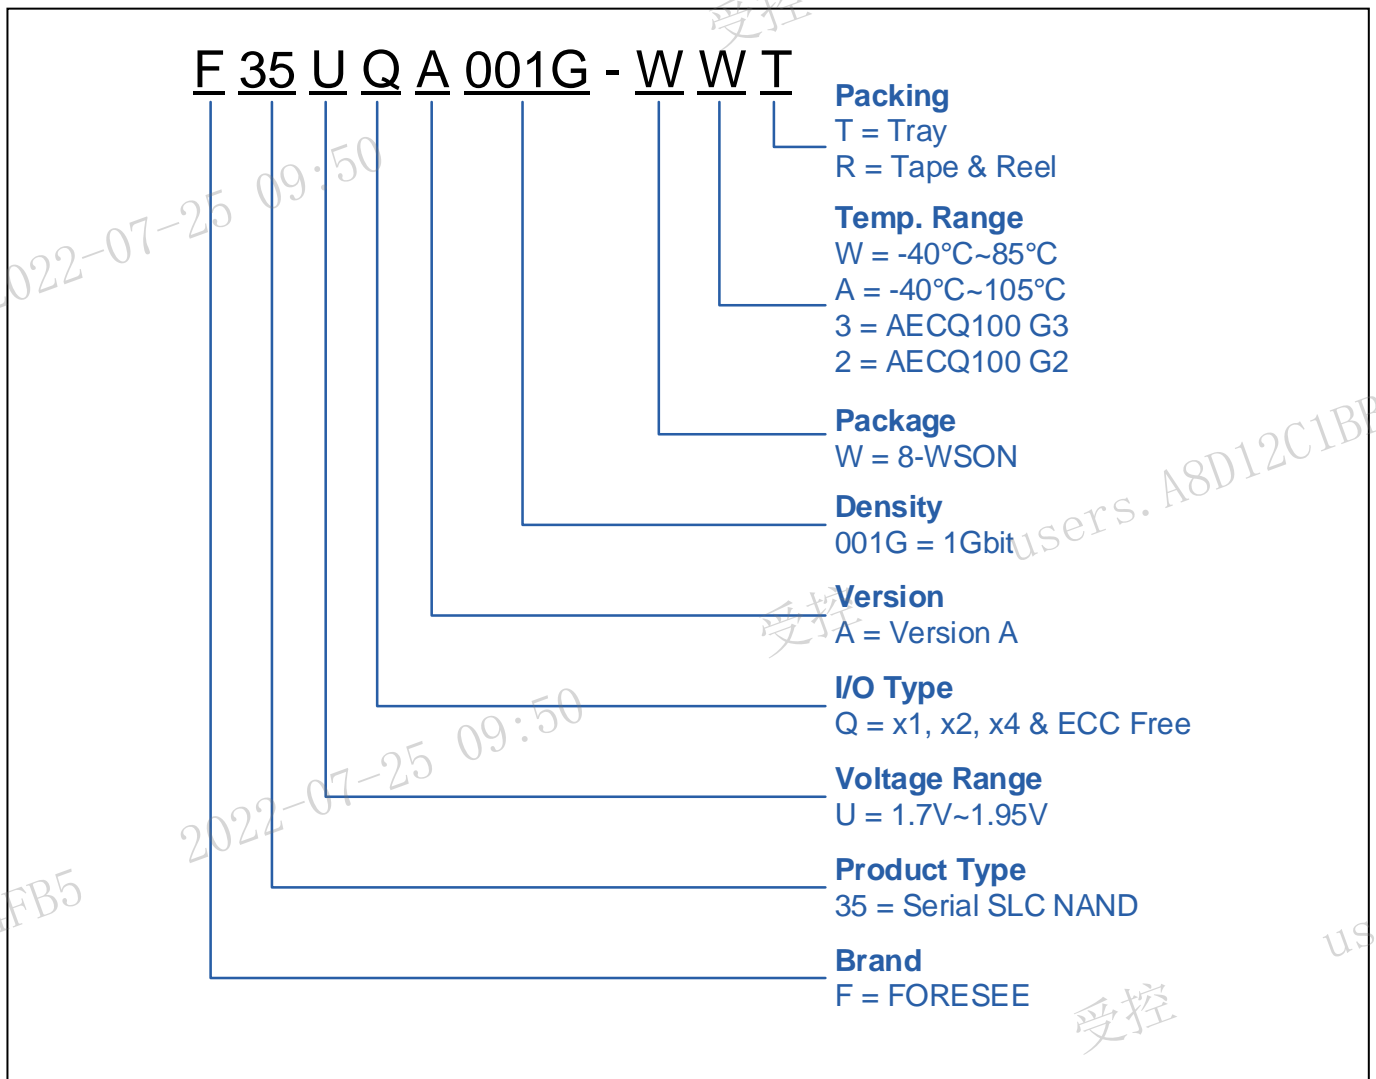 受控
F 35 U Q A 001G - W W T
Packing
T = Tray
R = Tape & Reel
2022-07-25 09:50
Temp. Range
W = -40°C~85°C
A = -40°C~105°C
3 = AECQ100 G3
2 = AECQ100 G2
Package
W = 8-WSON
users.A8D12C1BP
Density
001G = 1Gbit
Version
受控
A = Version A
I/O Type
Q = x1, x2, x4 & ECC Free
2022-07-25 09:50
Voltage Range
U = 1.7V~1.95V
Product Type
35 = Serial SLC NAND
FB5
us
Brand
F = FORESEE
受控